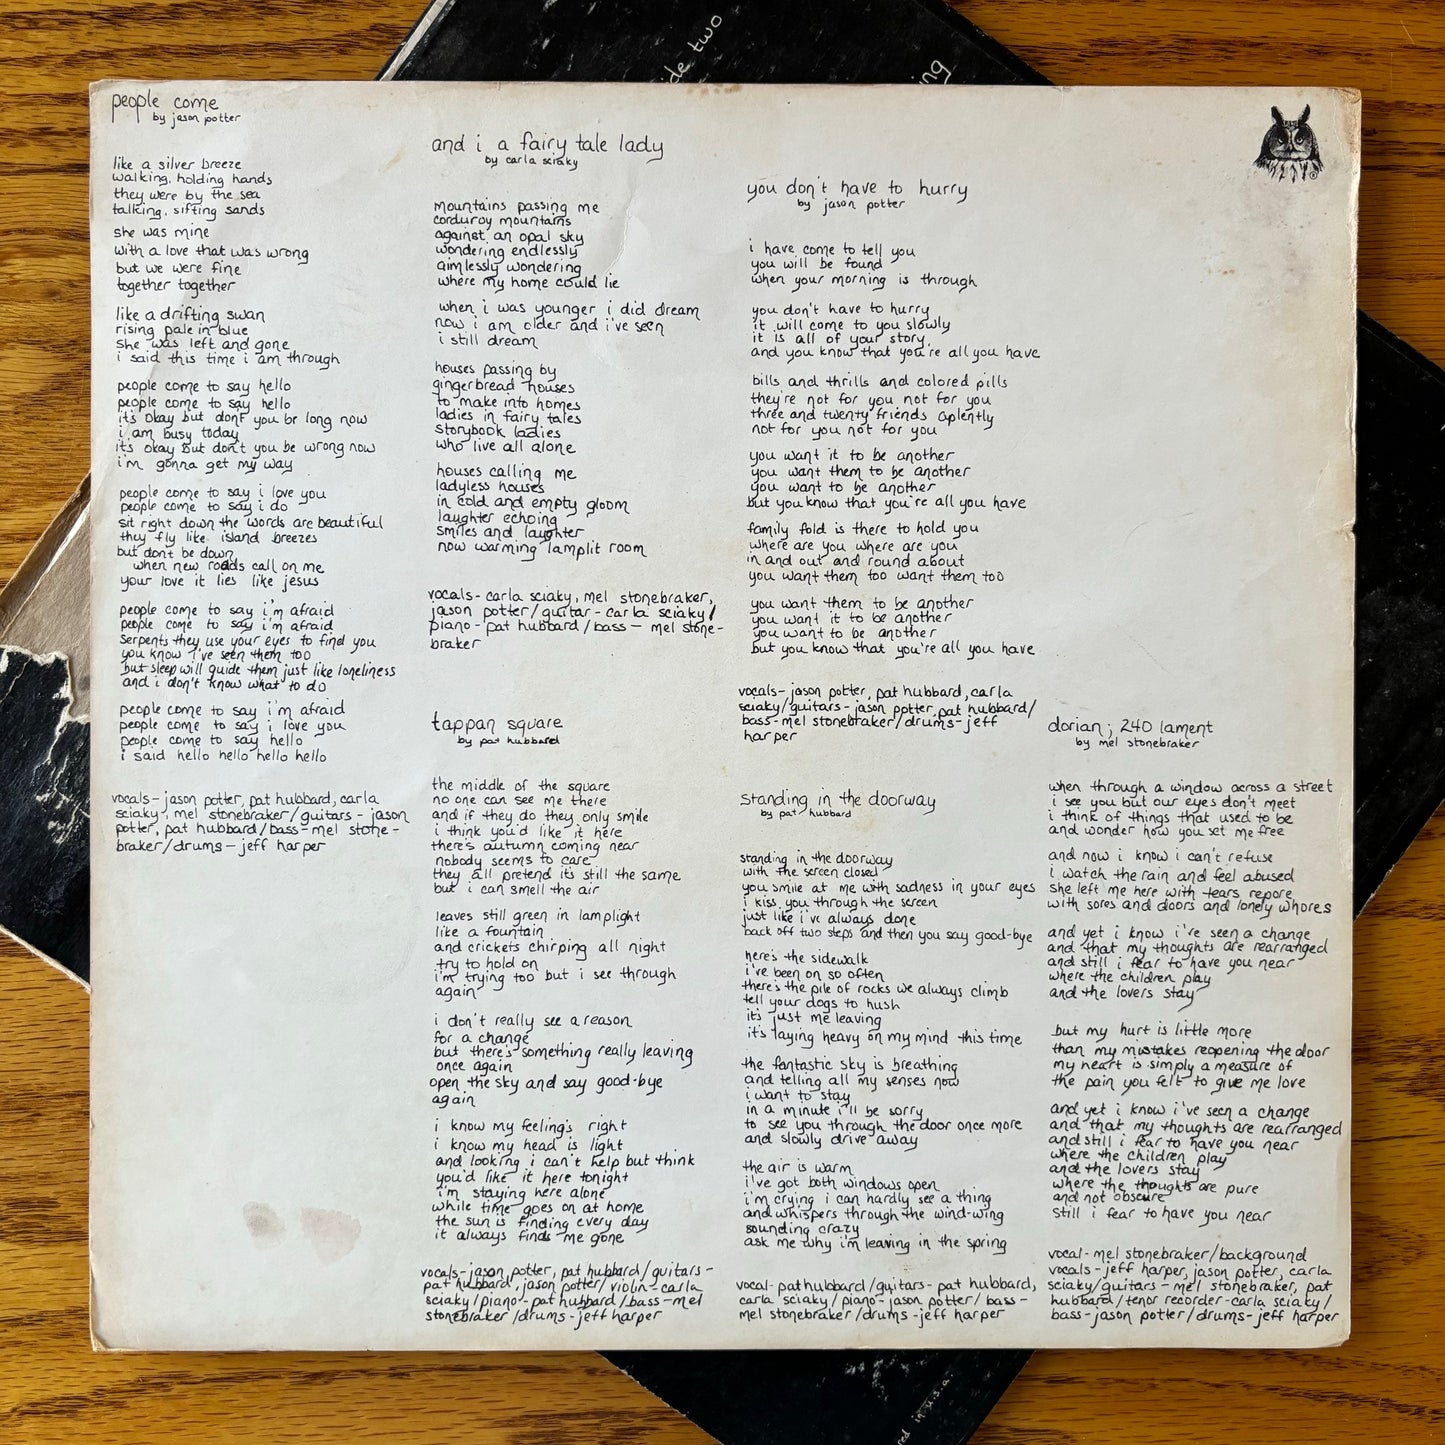 people come
by jason potter
like a silver breeze
walking, holding hands
they were by the sea
talking, sifting sands
she was mine
with a love that was wrong
but we were fine
together together
like a drifting swan
rising pale in blue
she was left and gone
i said this time i am through
people come to say hello
people come to say hello
it's okay but don't you be long now
i am busy today
it's okay but don't you be wrong now
i'm gonna get my way
people come to say i love you
people come to say i do
sit right down the words are beautiful
they fly like island breezes
but don't be down
when new roads call on me
your love it lies like jesus
people come to say i'm afraid
people come to say i'm afraid
serpents they use your eyes to find you
you know i've seen them too
but sleep will guide them just like loneliness
and i don't know what to do
people come to say i'm afraid
people come to say i love you
people come to say hello
i said hello hello hello hello
vocals-jason potter, pat hubbard, carla
sciaky, mel stonebraker/guitars-jason
potter, pat hubbard/bass-mel stone-
braker/drums-jeff harper
and i a fairy tale lady
by carla sciaky
mountains passing me
corduroy mountains
against an opal sky
wondering endlessly
aimlessly wondering
where my home could lie
when i was younger i did dream
now i am older and i've seen
i still dream
houses passing by
gingerbread houses
to make into homes
ladies in fairy tales
storybook ladies
who live all alone
houses calling me
ladyless houses
in cold and empty gloom
laughter echoing
smiles and laughter
now warming lamplit room
vocals-carla sciaky, mel stonebraker,
jason potter/guitar-carla sciaky/
piano-pat hubbard/bass-mel stone-
braker
tappan square
by pat hubbard
the middle of the square
no one can see me there
and if they do they only smile
i think you'd like it here
there's autumn coming near
nobody seems to care
they all pretend it's still the same
but i can smell the air
leaves still green in lamplight
like a fountain
and crickets chirping all night
try to hold on
i'm trying too but i see through
again
i don't really see a reason
for a change
but there's something really leaving
once again
open the sky and say good-bye
again
i know my feeling's right
i know my head is light
and looking i can't help but think
you'd like it here tonight
i'm staying here alone
while time goes on at home
the sun is finding every day
it always finds me gone
vocals-jason potter, pat hubbard/guitars-
pat hubbard, jason potter/violin-carla
sciaky/piano-pat hubbard/bass-mel
stonebraker/drums-jeff harper
you don't have to hurry
by jason potter
i have come to tell you
you will be found
when your morning is through
you don't have to hurry
it will come to you slowly
it is all of your story
and you know that you're all you have
bills and thrills and colored pills
they're not for you not for you
three and twenty friends aplently
not for you not for you
you want it to be another
you want them to be another
you want to be another
but you know that you're all you have
family fold is there to hold you
where are you where are you
in and out and round about
you want them too want them too
you want them to be another
you want it to be another
you want to be another
but you know that you're all you have
vocals-jason potter, pat hubbard, carla
sciaky/guitars-jason potter, pat hubbard/
bass-mel stonebraker/drums-jeff
harper
standing in the doorway
by pat hubbard
standing in the doorway
with the screen closed
you smile at me with sadness in your eyes
i kiss you through the screen
just like i've always done
back off two steps and then you say good-bye
here's the sidewalk
i've been on so often
there's the pile of rocks we always climb
tell your dogs to hush
it's just me leaving
it's laying heavy on my mind this time
the fantastic sky is breathing
and telling all my senses now
i want to stay
in a minute i'll be sorry
to see you through the door once more
and slowly drive away
the air is warm
i've got both windows open
i'm crying i can hardly see a thing
and whispers through the wind-wing
sounding crazy
ask me why i'm leaving in the spring
vocal-pat hubbard/guitars-pat hubbard,
carla sciaky/piano-jason potter/bass-
mel stonebraker/drums-jeff harper
dorian; 240 lament
by mel stonebraker
when through a window across a street
i see you but our eyes don't meet
i think of things that used to be
and wonder how you set me free
and now i know i can't refuse
i watch the rain and feel abused
she left me here with tears repore
with sores and doors and lonely whores
and yet i know i've seen a change
and that my thoughts are rearranged
and still i fear to have you near
where the children play
and the lovers stay
but my hurt is little more
than my mistakes reopening the door
my heart is simply a measure of
the pain you felt to give me love
and yet i know i've seen a change
and that my thoughts are rearranged
and still i fear to have you near
where the children play
and the lovers stay
where the thoughts are pure
and not obscure
still i fear to have you near
vocal-mel stonebraker/background
vocals-jeff harper, jason potter, carla
sciaky/guitars-mel stonebraker, pat
hubbard/tenor recorder-carla sciaky/
bass-jason potter/drums-jeff harper
side two
in u.s.a.